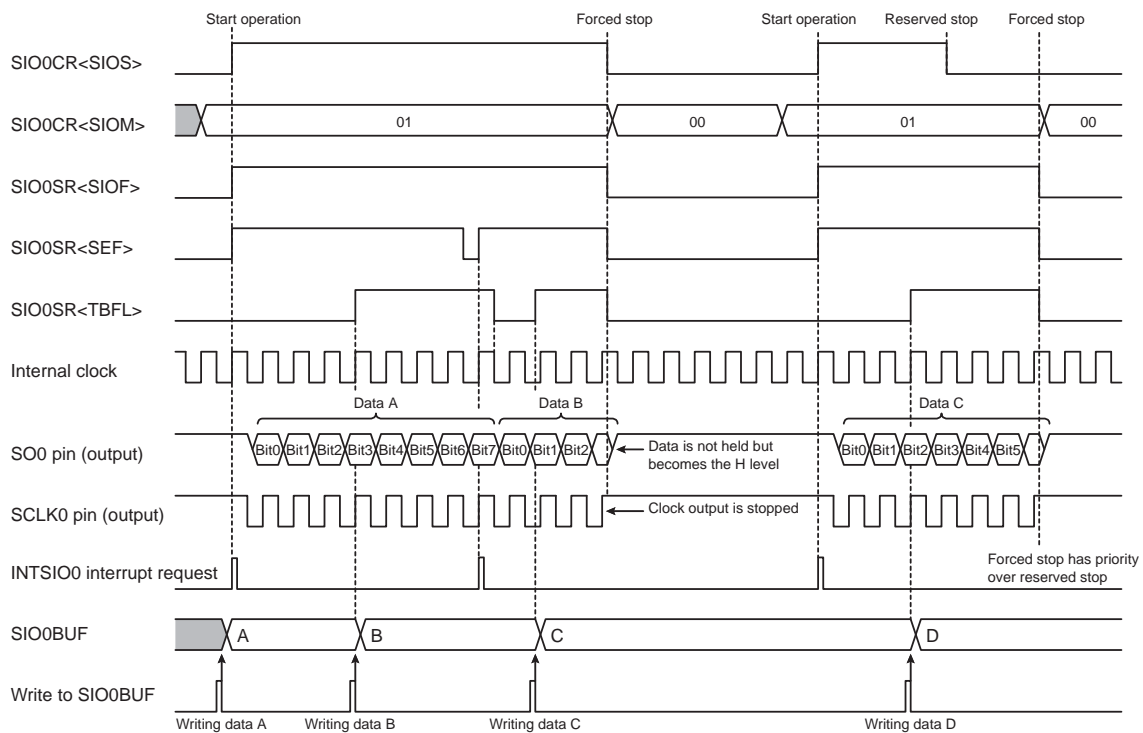 Start operation Forced stop Start operation Reserved stop Forced stop
SIO0CR<SIOS>
SIO0CR<SIOM> 01 00 01 00
SIO0SR<SIOF>
SIO0SR<SEF>
SIO0SR<TBFL>
Internal clock
Data A Data B Data C
SO0 pin (output) Bit0 Bit1 Bit2 Bit3 Bit4 Bit5 Bit6 Bit7 Bit0 Bit1 Bit2 Data is not held but Bit0 Bit1 Bit2 Bit3 Bit4 Bit5
becomes the H level
SCLK0 pin (output) Clock output is stopped
INTSIO0 interrupt request Forced stop has priority
over reserved stop
SIO0BUF A B C D
Write to SIO0BUF
Writing data A Writing data B Writing data C Writing data D